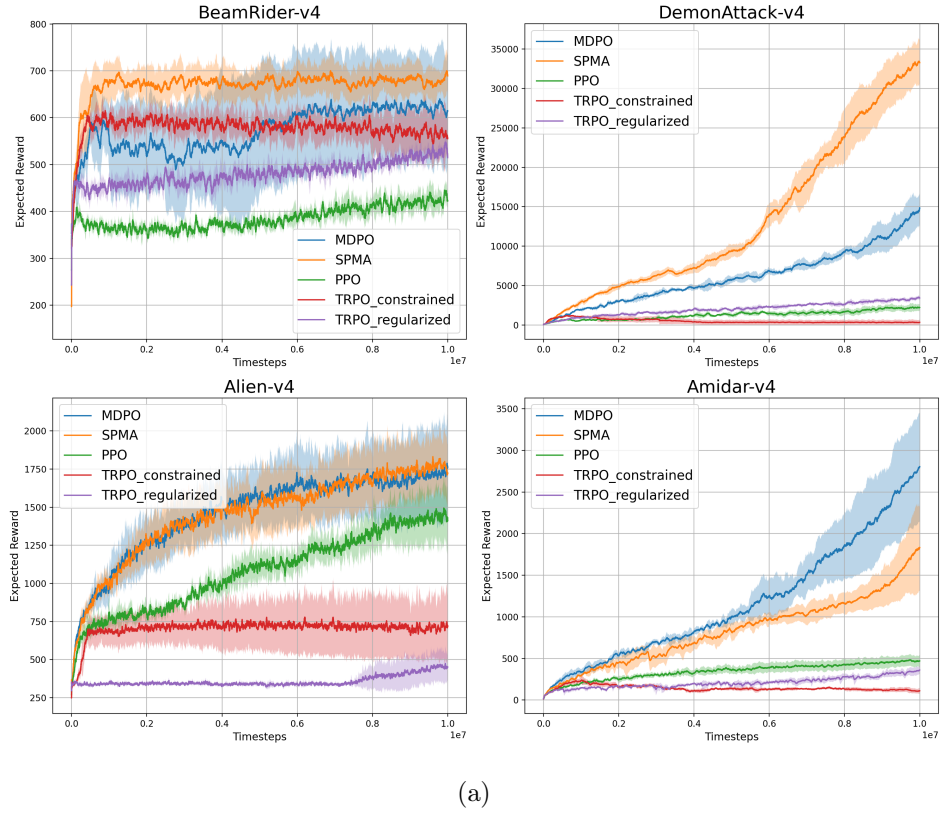 BeamRider-v4
800
700
600
500
400
300
200
Expected Reward
MDPO
SPMA
PPO
TRPO_constrained
TRPO_regularized
0.0 0.2 0.4 0.6 0.8 1.0
1e7
Timesteps
DemonAttack-v4
35000
30000
25000
20000
15000
10000
5000
0
Expected Reward
MDPO
SPMA
PPO
TRPO_constrained
TRPO_regularized
0.0 0.2 0.4 0.6 0.8 1.0
1e7
Timesteps
Alien-v4
2000
1750
1500
1250
1000
750
500
250
Expected Reward
MDPO
SPMA
PPO
TRPO_constrained
TRPO_regularized
0.0 0.2 0.4 0.6 0.8 1.0
1e7
Timesteps
Amidar-v4
3500
3000
2500
2000
1500
1000
500
0
Expected Reward
MDPO
SPMA
PPO
TRPO_constrained
TRPO_regularized
0.0 0.2 0.4 0.6 0.8 1.0
1e7
Timesteps
(a)